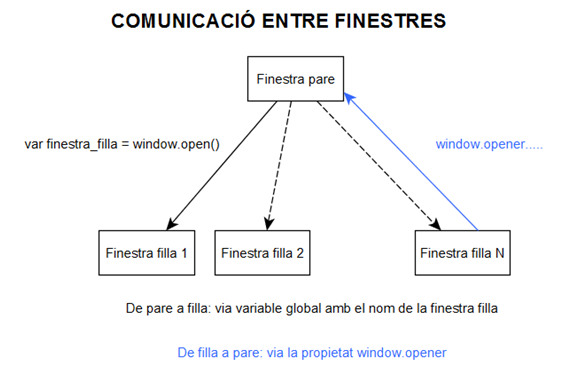 COMUNICACIÓ ENTRE FINESTRES
Finestra pare
var finestra_filla = window.open()
window.opener.....
Finestra filla 1
Finestra filla 2
Finestra filla N
De pare a filla: via variable global amb el nom de la finestra filla
De filla a pare: via la propietat window.opener